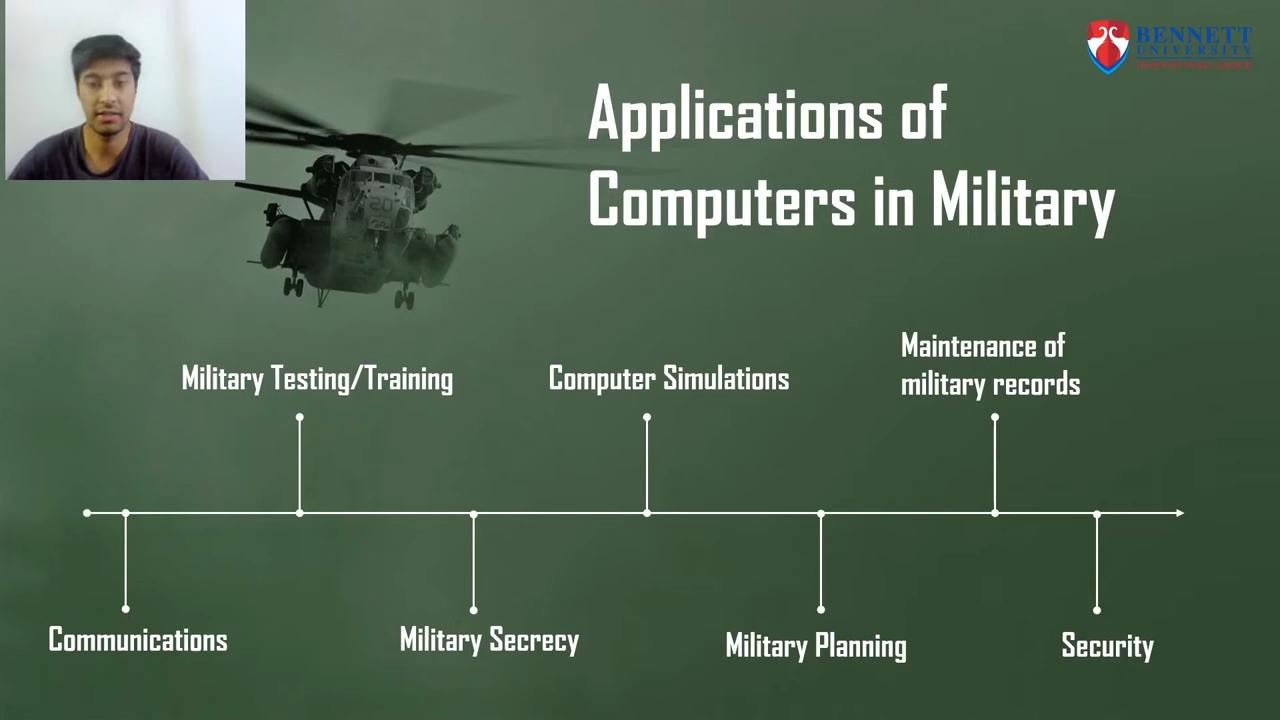 BENNETT
UNIVERSITY
Applications of
Computers in Military
Maintenance of
military records
Military Testing/Training
Computer Simulations
Communications
Military Secrecy
Military Planning
Security